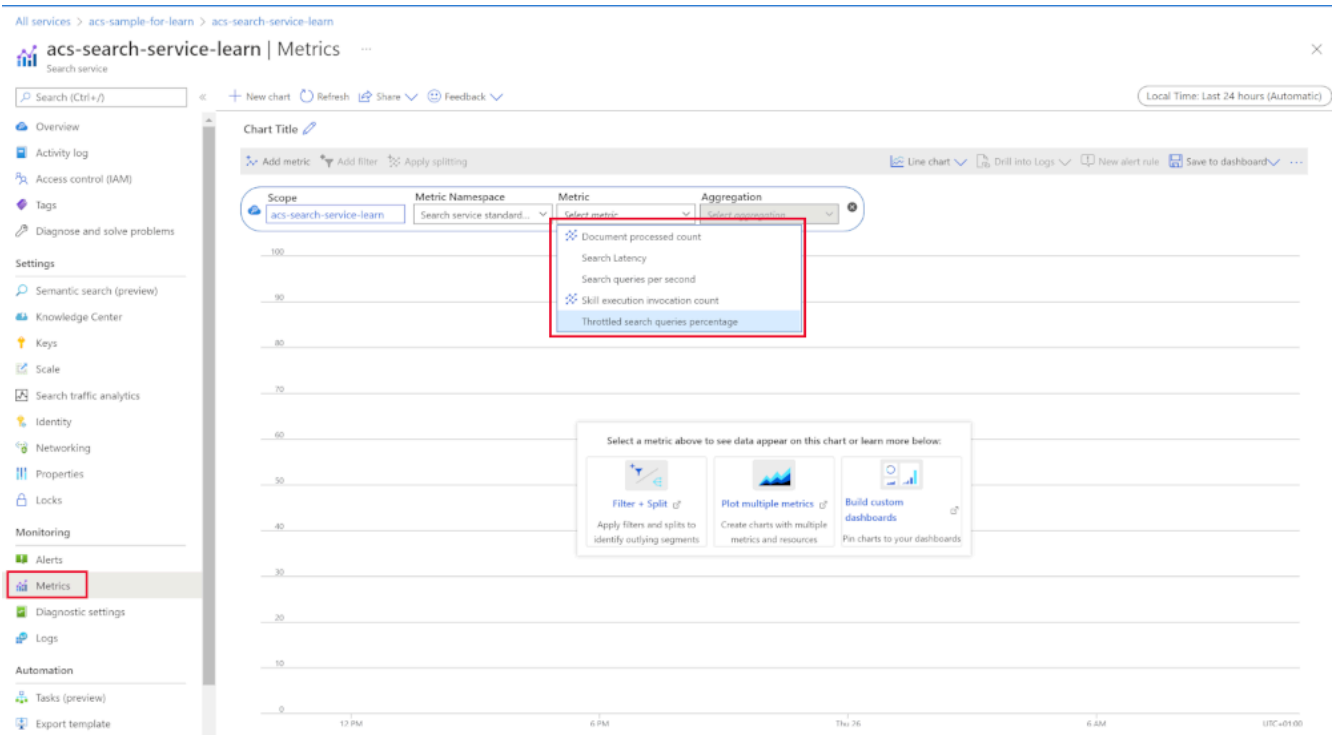 All services > acs-sample-for-learn > acs-search-service-learn
acs-search-service-learn | Metrics ...
Search service
Search (Ctrl+/)
«
New chart Refresh Share Feedback
Local Time: Last 24 hours (Automatic)
Overview
Activity log
Access control (IAM)
Tags
Diagnose and solve problems
Settings
Semantic search (preview)
Knowledge Center
Keys
Scale
Search traffic analytics
Identity
Networking
Properties
Locks
Monitoring
Alerts
Metrics
Diagnostic settings
Logs
Automation
Tasks (preview)
Export template
Chart Title
Add metric Add filter Apply splitting
Line chart Drill into Logs New alert rule Save to dashboard ...
Scope Metric Namespace Metric Aggregation
acs-search-service-learn Search service standard... Select metric Select aggregation
Document processed count
Search Latency
Search queries per second
Skill execution invocation count
Throttled search queries percentage
100
90
80
70
60
50
40
30
20
10
0
Select a metric above to see data appear on this chart or learn more below:
Filter + Split
Apply filters and splits to
identify outlying segments
Plot multiple metrics
Create charts with multiple
metrics and resources
Build custom
dashboards
Pin charts to your dashboards
12 PM 6 PM Thu 26 6 AM UTC+01:00